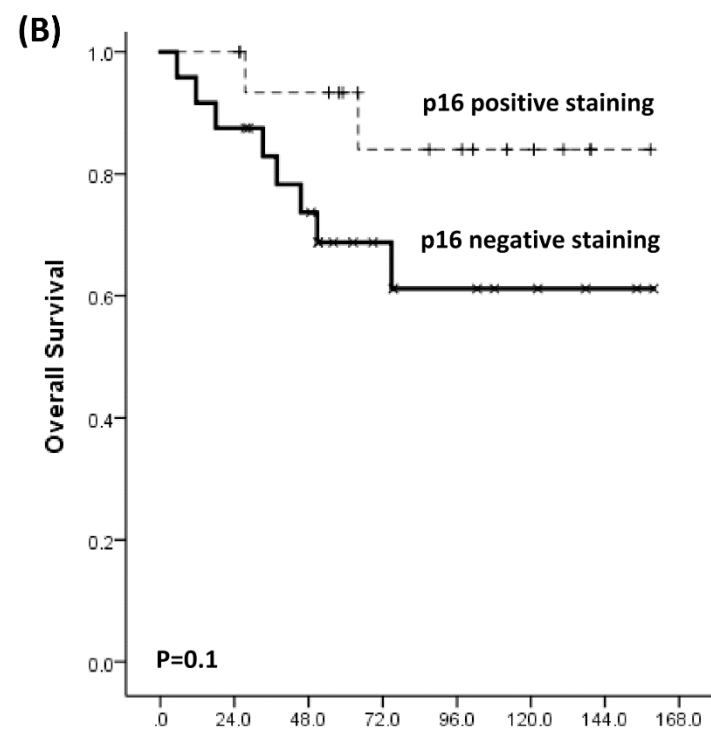 (B)
1.0
p16 positive staining
0.8
p16 negative staining
0.6
Overall Survival
0.4
0.2
0.0
P=0.1
.0 24.0 48.0 72.0 96.0 120.0 144.0 168.0